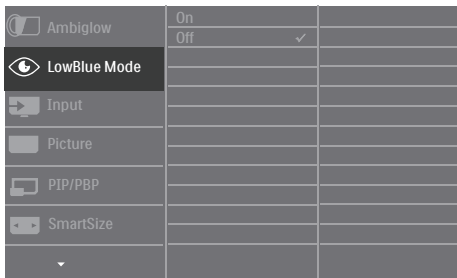 Ambiglow
On
Off
LowBlue Mode
Input
Picture
PIP/PBP
SmartSize